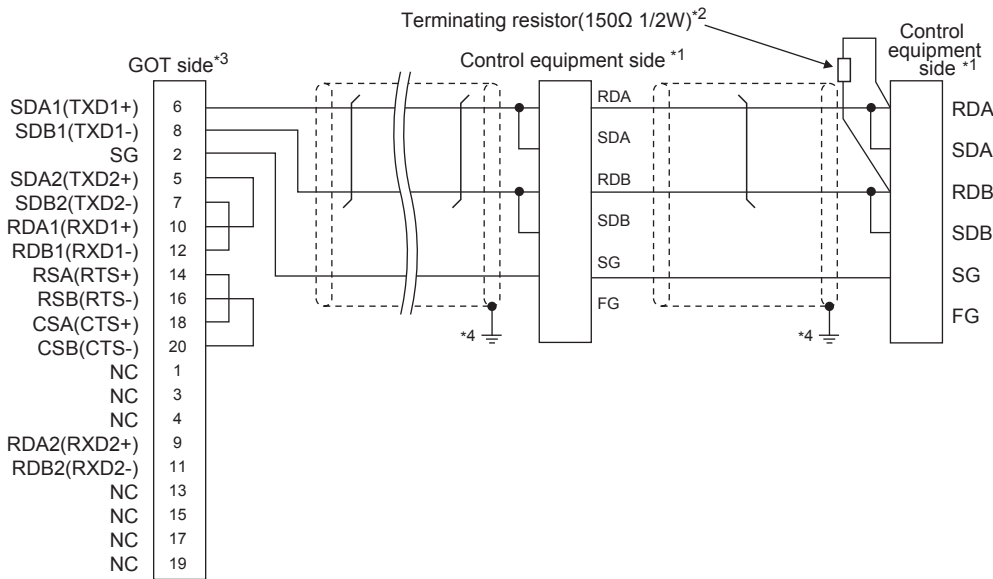 Terminating resistor(150Ω 1/2W)*2
Control
equipment
side *1
GOT side*3
Control equipment side *1
SDA1(TXD1+) 6 RDA RDA
SDB1(TXD1-) 8 SDA SDA
SG 2
SDA2(TXD2+) 5 RDB RDB
SDB2(TXD2-) 7
RDA1(RXD1+) 10 SDB SDB
RDB1(RXD1-) 12
RSA(RTS+) 14 SG SG
RSB(RTS-) 16 FG FG
CSA(CTS+) 18
CSB(CTS-) 20 *4 *4
NC 1
NC 3
NC 4
RDA2(RXD2+) 9
RDB2(RXD2-) 11
NC 13
NC 15
NC 17
NC 19